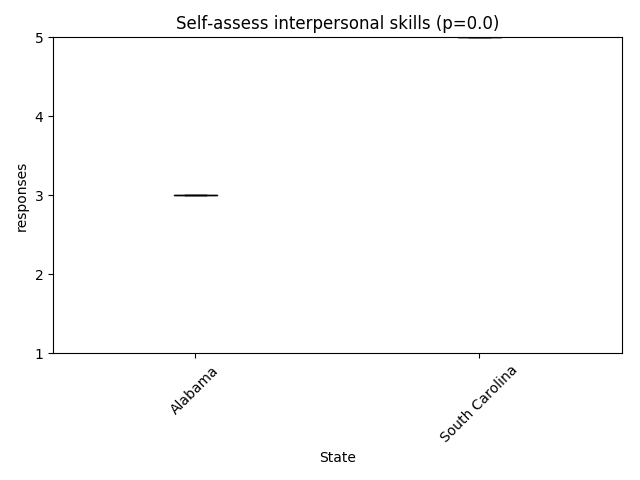 Self-assess interpersonal skills (p=0.0)
responses
5
4
3
2
1
Alabama
South Carolina
State